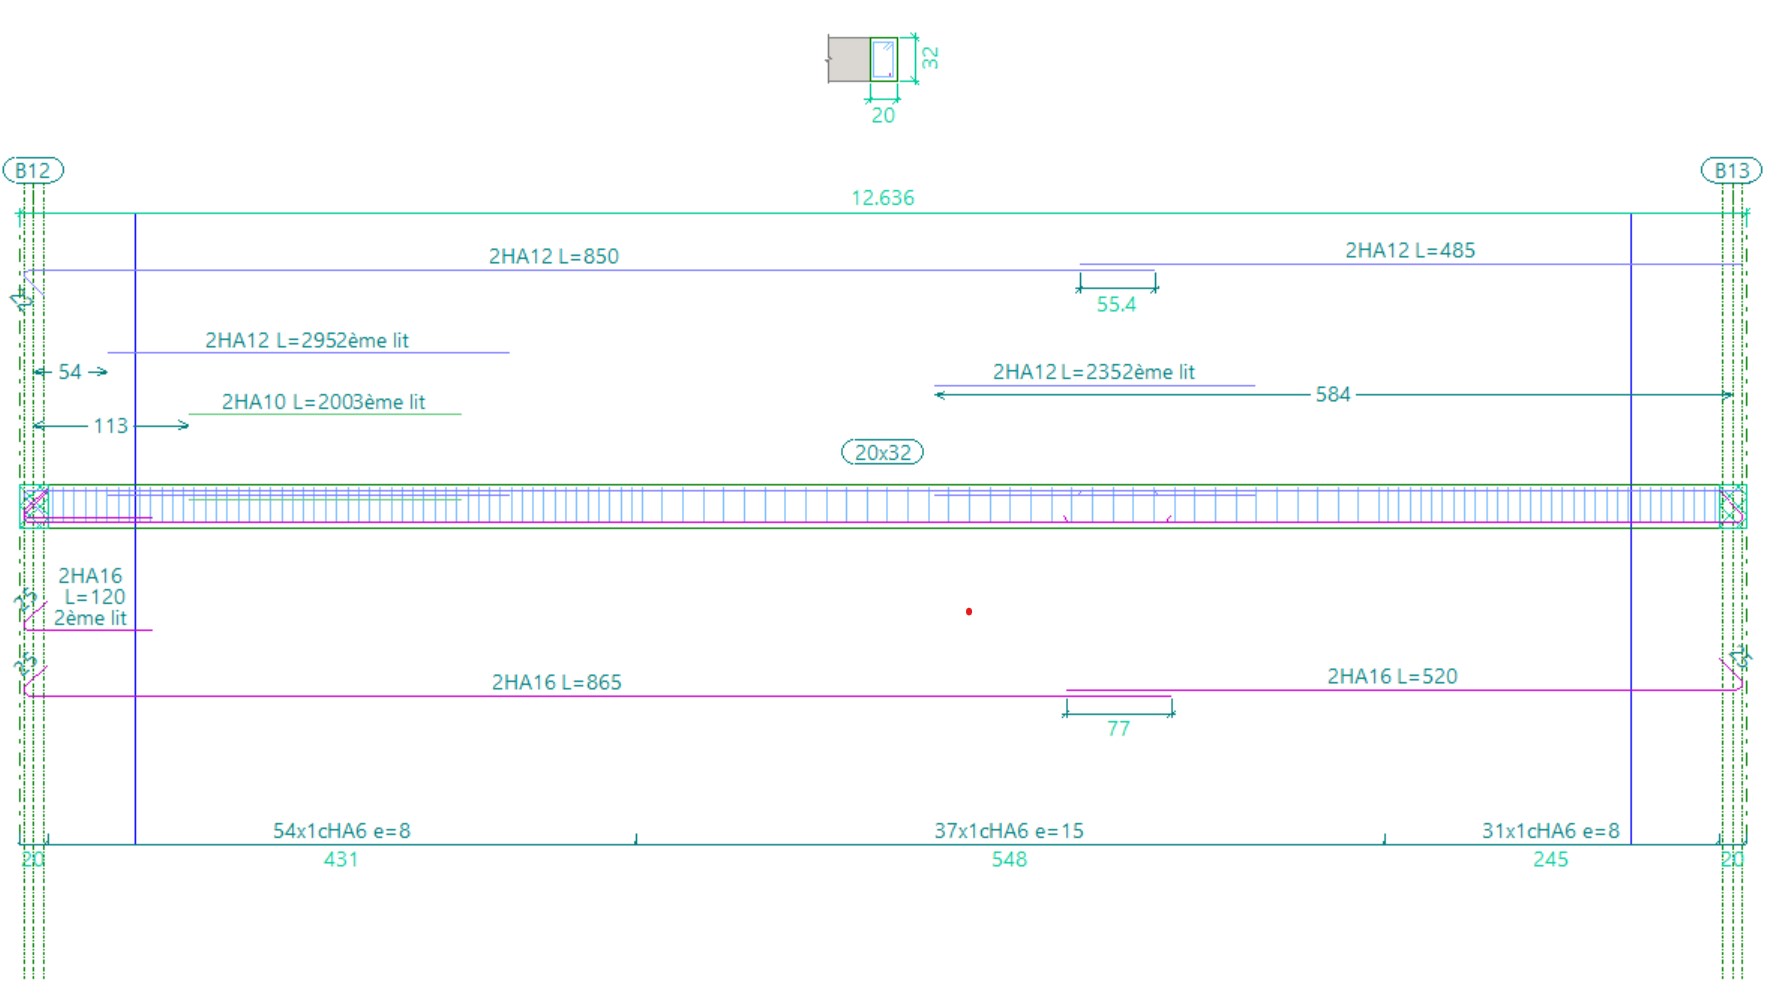 32
20
B12
B13
12.636
2HA12 L=850
2HA12 L=485
55.4
2HA12 L=2952ème lit
54
2HA12 L=2352ème lit
584
2HA10 L=2003ème lit
113
20x32
2HA16
L=120
2ème lit
25
25
2HA16 L=865
2HA16 L=520
77
54x1cHA6 e=8
37x1cHA6 e=15
31x1cHA6 e=8
20
431
548
245
20